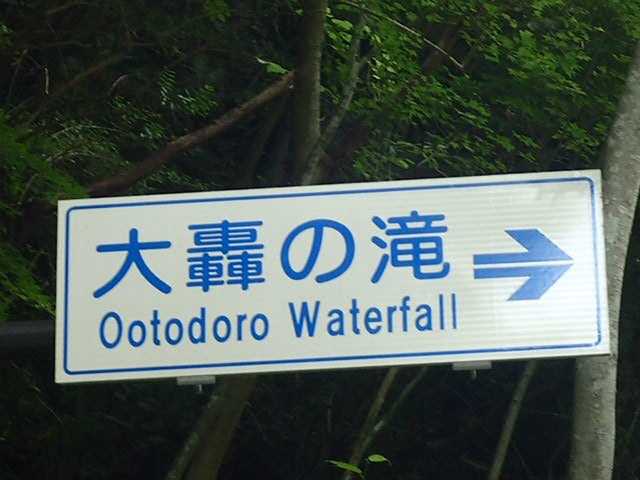 大轟の滝
Ootodoro Waterfall